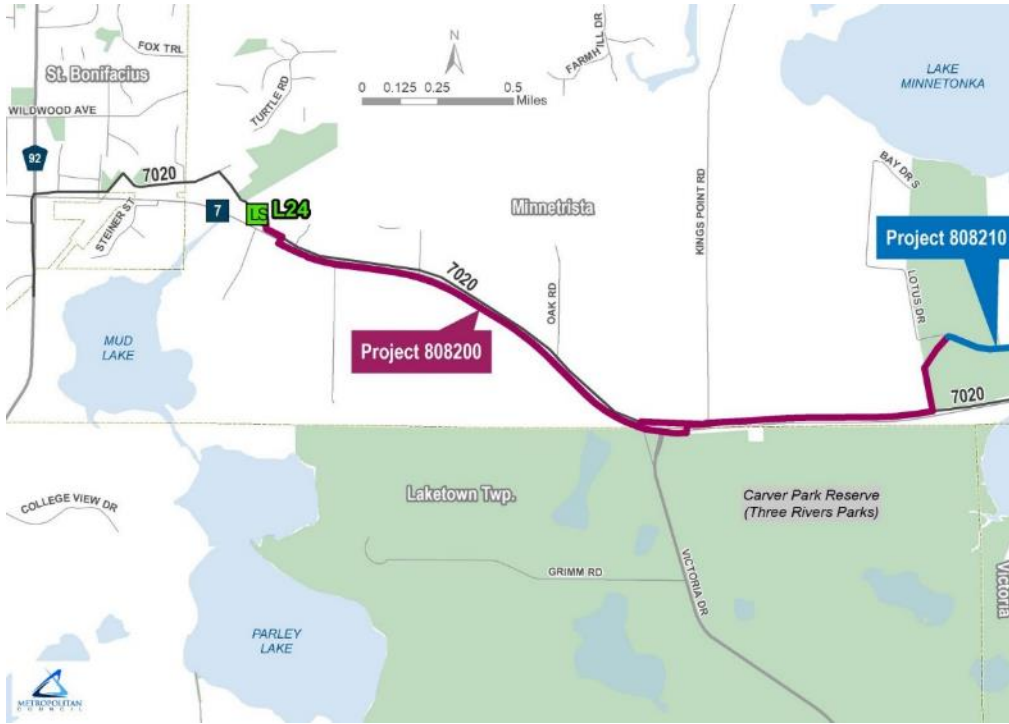 FOX TRL
St. Bonifacius
WILDWOOD AVE
TURTLE RD
N
0 0.125 0.25 0.5
Miles
FARMHILL DR
LAKE
MINNETONKA
92
7020
STEINER ST
7
LS L24
Minnetrista
KINGS POINT RD
BAY DR S
Project 808210
LOTUS DR
7020
OAK RD
MUD
LAKE
Project 808200
7020
Laketown Twp.
Carver Park Reserve
(Three Rivers Parks)
COLLEGE VIEW DR
GRIMM RD
VICTORIA DR
Victoria
PARLEY
LAKE
METROPOLITAN
COUNCIL